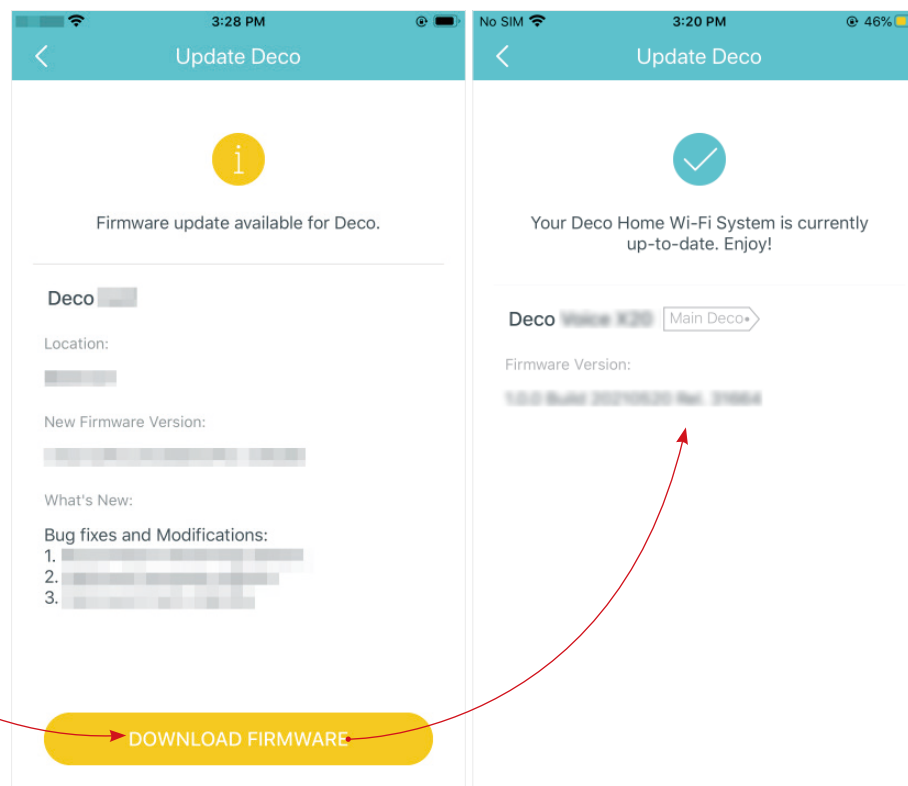 3:28 PM
Update Deco
Firmware update available for Deco.
Deco
Location:
New Firmware Version:
What's New:
Bug fixes and Modifications:
1.
2.
3.
DOWNLOAD FIRMWARE
No SIM
3:20 PM
46%
Update Deco
Your Deco Home Wi-Fi System is currently
up-to-date. Enjoy!
Deco
Main Deco
Firmware Version: